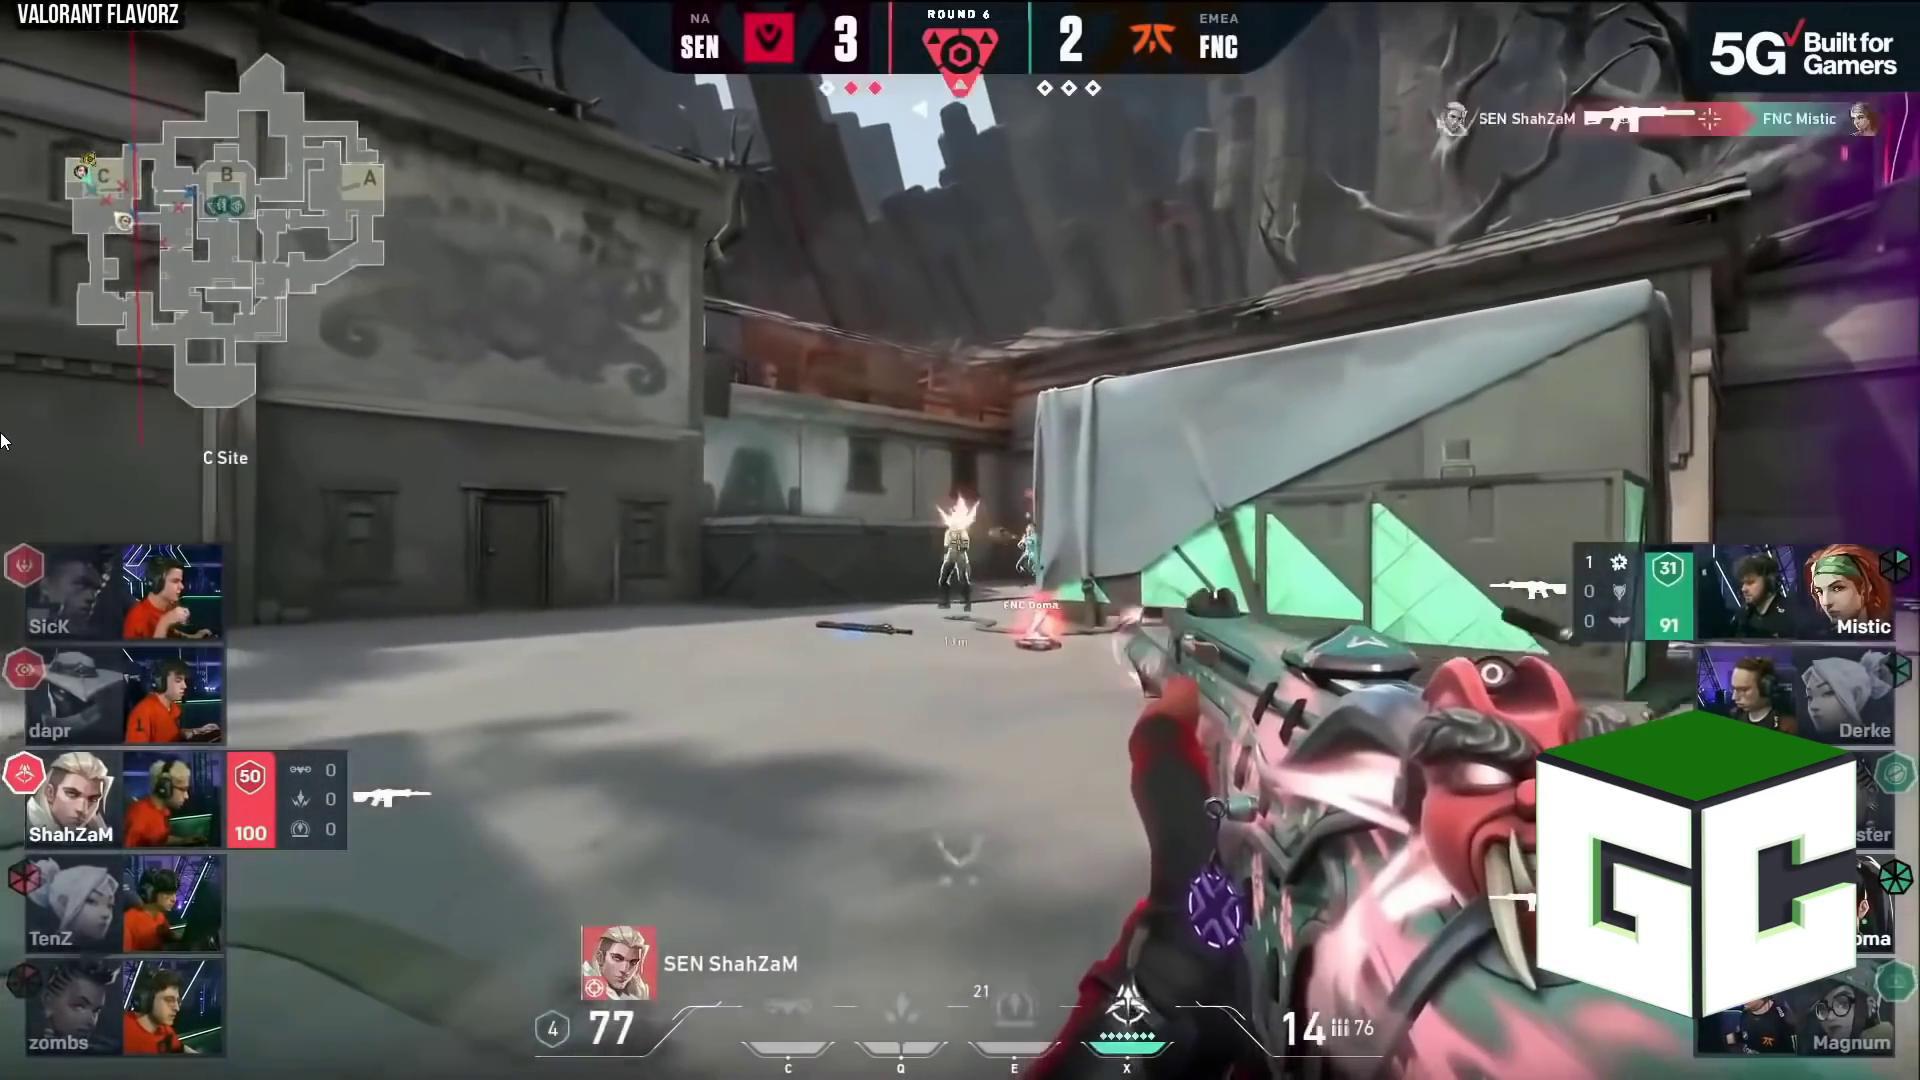 VALORANT FLAVORZ
NA
SEN
3
ROUND 6
2
EMEA
FNC
5G Built for
Gamers
SEN ShahZaM
FNC Mistic
C
B
A
C Site
FNC Doma
13m
SicK
dapr
ShahZaM
50
100
0
0
0
TenZ
zombs
1
0
0
31
91
Mistic
Derke
ster
oma
Magnum
GC
SEN ShahZaM
4
77
21
C
Q
E
X
14
76